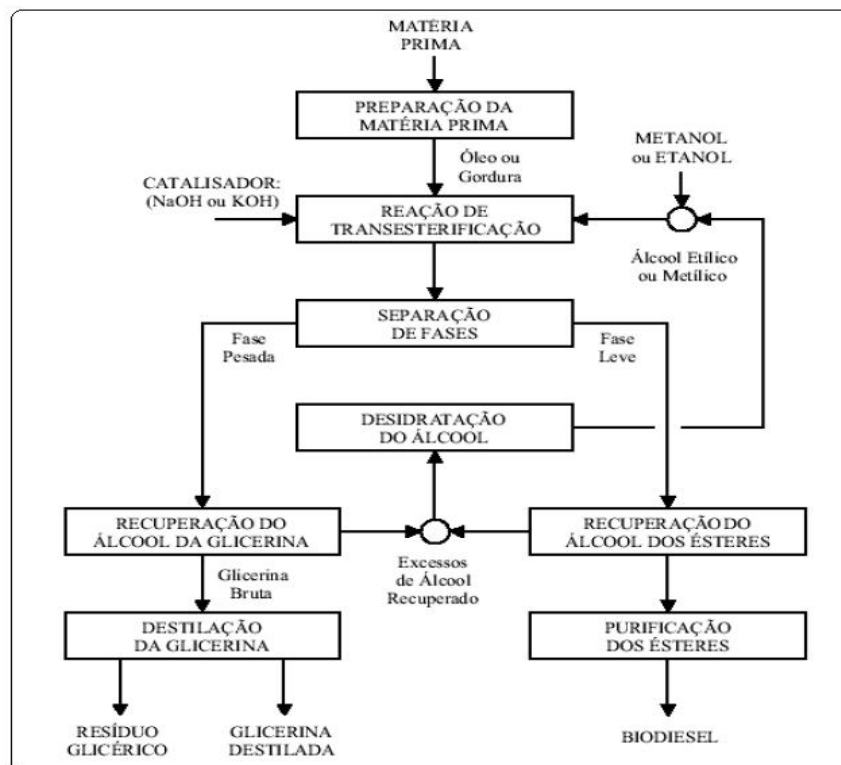 MATÉRIA
PRIMA
PREPARAÇÃO DA
MATÉRIA PRIMA
METANOL
ou ETANOL
Óleo ou
Gordura
CATALISADOR:
(NaOH ou KOH)
REAÇÃO DE
TRANSESTERIFICAÇÃO
Álcool Etílico
ou Metílico
SEPARAÇÃO
DE FASES
Fase
Pesada
Fase
Leve
DESIDRATAÇÃO
DO ÁLCOOL
RECUPERAÇÃO DO
ÁLCOOL DA GLICERINA
RECUPERAÇÃO DO
ÁLCOOL DOS ÉSTERES
Excessos
de Álcool
Recuperado
Glicerina
Bruta
DESTILAÇÃO
DA GLICERINA
PURIFICAÇÃO
DOS ÉSTERES
RESÍDUO
GLICÉRICO
GLICERINA
DESTILADA
BIODIESEL